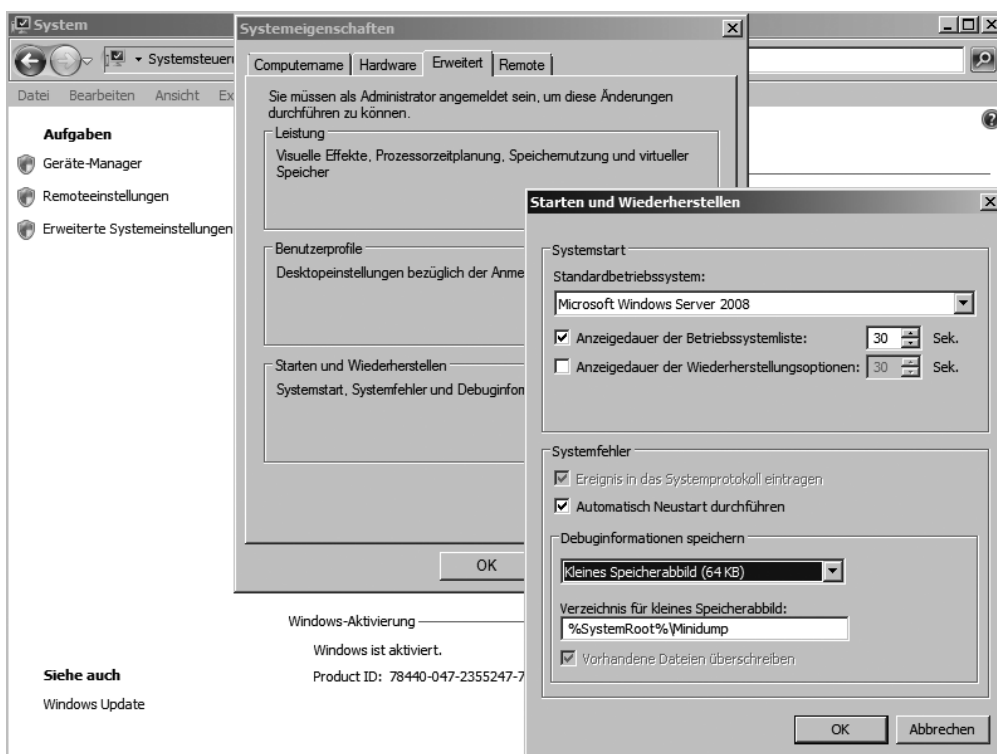 System
Systemsteuer
Datei Bearbeiten Ansicht Ex
Aufgaben
Geräte-Manager
Remoteeinstellungen
Erweiterte Systemeinstellungen
Siehe auch
Windows Update
Windows-Aktivierung
Windows ist aktiviert.
Product ID: 78440-047-2355247-7
Systemeigenschaften
Computername Hardware Erweitert Remote
Sie müssen als Administrator angemeldet sein, um diese Änderungen
durchführen zu können.
Leistung
Visuelle Effekte, Prozessorzeitplanung, Speichernutzung und virtueller
Speicher
Benutzerprofile
Desktopeinstellungen bezüglich der Anme
Starten und Wiederherstellen
Systemstart, Systemfehler und Debuginfor
OK
Starten und Wiederherstellen
Systemstart
Standardbetriebssystem:
Microsoft Windows Server 2008
Anzeigedauer der Betriebssystemliste: 30 Sek.
Anzeigedauer der Wiederherstellungsoptionen: 30 Sek.
Systemfehler
Ereignis in das Systemprotokoll eintragen
Automatisch Neustart durchführen
Debuginformationen speichern
Kleines Speicherabbild (64 KB)
Verzeichnis für kleines Speicherabbild:
%SystemRoot%\Minidump
Vorhandene Dateien überschreiben
OK Abbrechen